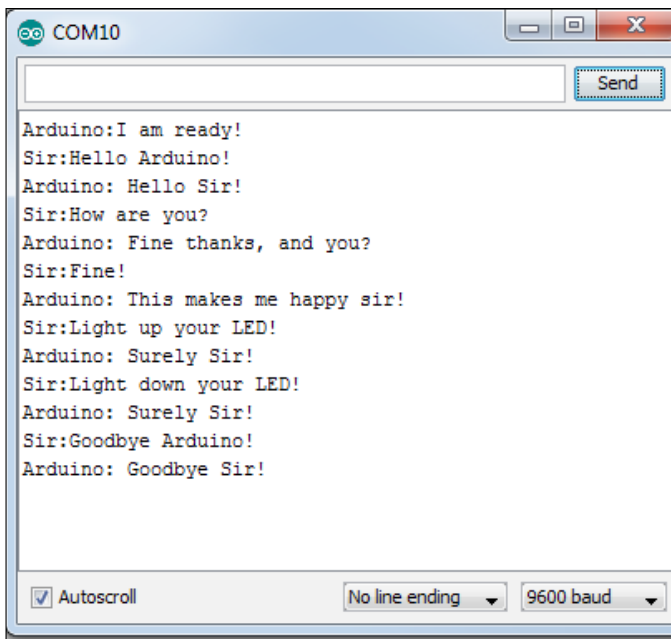 COM10
Send
Arduino:I am ready!
Sir:Hello Arduino!
Arduino: Hello Sir!
Sir:How are you?
Arduino: Fine thanks, and you?
Sir:Fine!
Arduino: This makes me happy sir!
Sir:Light up your LED!
Arduino: Surely Sir!
Sir:Light down your LED!
Arduino: Surely Sir!
Sir:Goodbye Arduino!
Arduino: Goodbye Sir!
Autoscroll No line ending 9600 baud